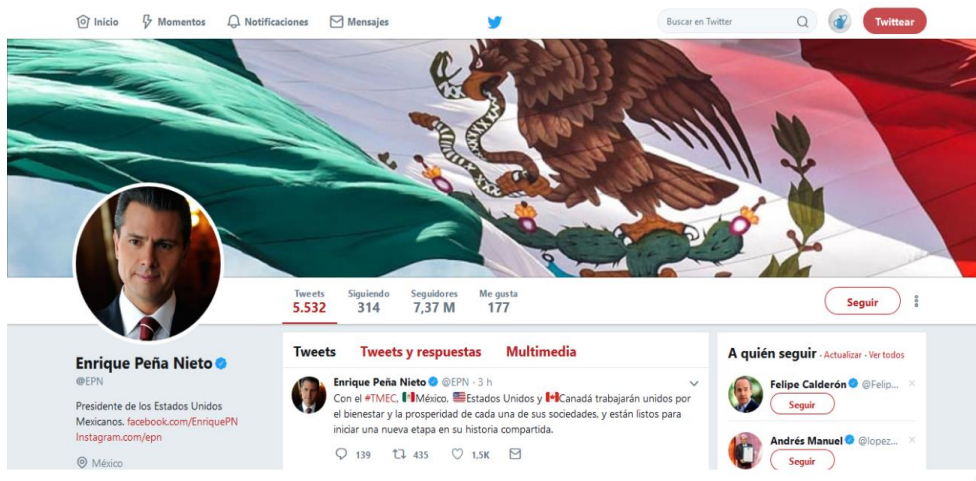 Inicio Momentos Notificaciones Mensajes Buscar en Twitter Twittear
Tweets Siguiendo Seguidores Me gusta
5.532 314 7,37 M 177
Seguir
Enrique Peña Nieto
@EPN
Presidente de los Estados Unidos
Mexicanos. facebook.com/EnriquePN
Instagram.com/epn
México
Tweets Tweets y respuestas Multimedia
Enrique Peña Nieto @EPN · 3 h
Con el #TMEC, México, Estados Unidos y Canadá trabajarán unidos por
el bienestar y la prosperidad de cada una de sus sociedades, y están listos para
iniciar una nueva etapa en su historia compartida.
139 435 1,5K
A quién seguir · Actualizar · Ver todos
Felipe Calderón @Felip...
Seguir
Andrés Manuel @lopez...
Seguir